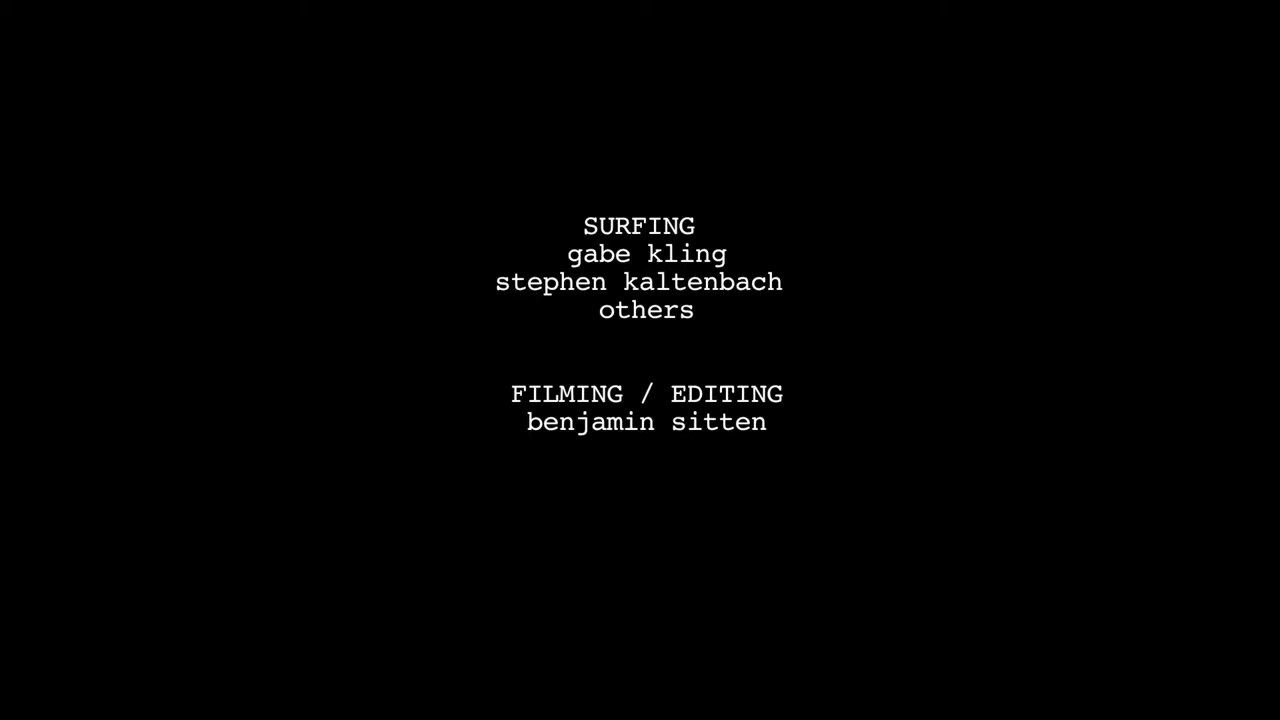 SURFING
gabe kling
stephen kaltenbach
others
FILMING / EDITING
benjamin sitten